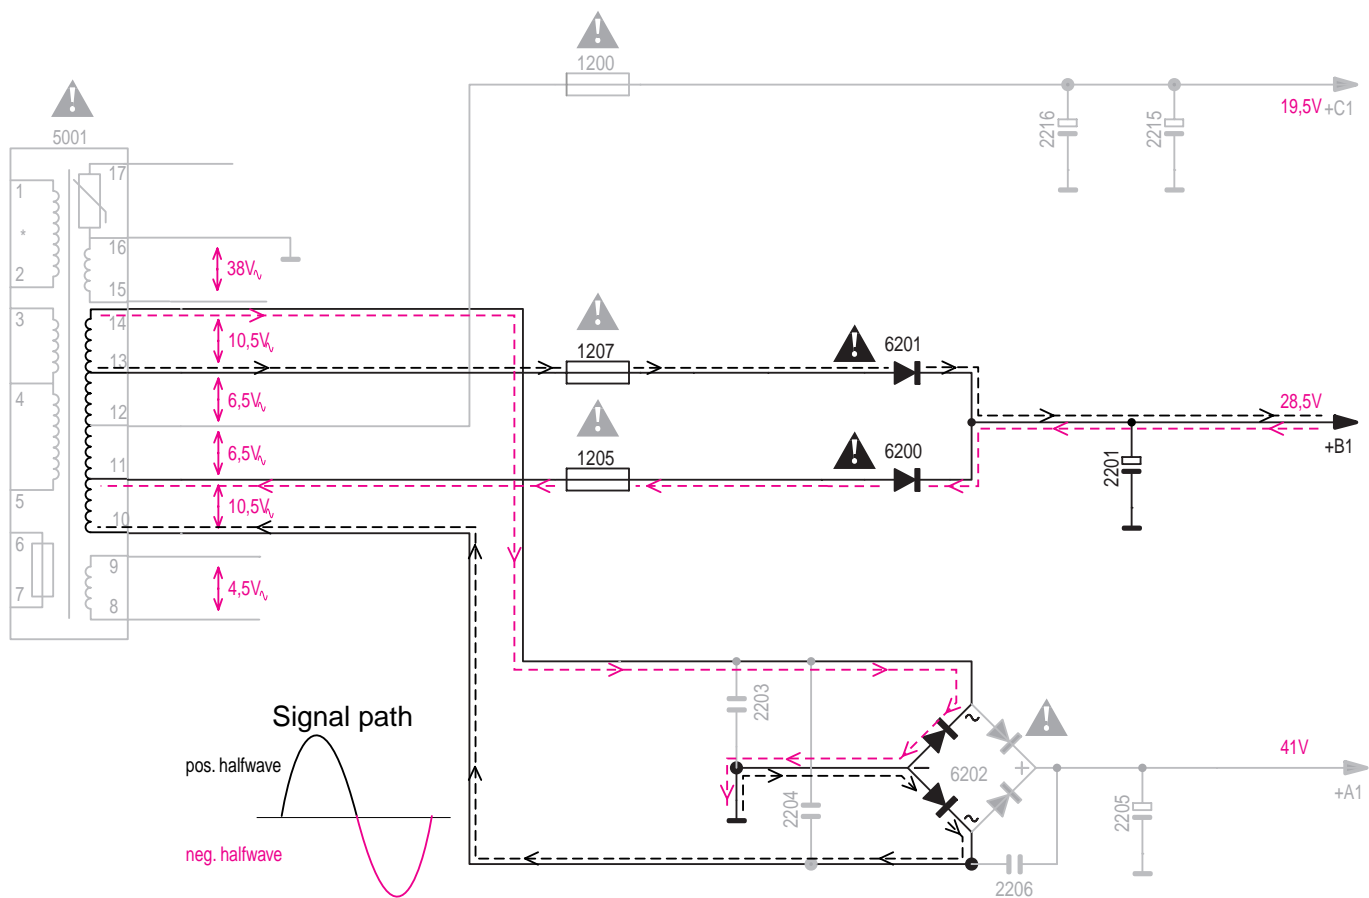 !
1200
2216
2215
19,5V
+C1
!
5001
17
1
*
16
2
38V~
15
3
14
10,5V~
!
13
1207
!
6201
4
6,5V~
12
28,5V
!
+B1
6,5V~
1205
!
6200
2201
11
5
10,5V~
10
6
9
7
4,5V~
8
Signal path
pos. halfwave
neg. halfwave
2203
~
!
41V
6202
+
–
+A1
2204
~
2205
2206